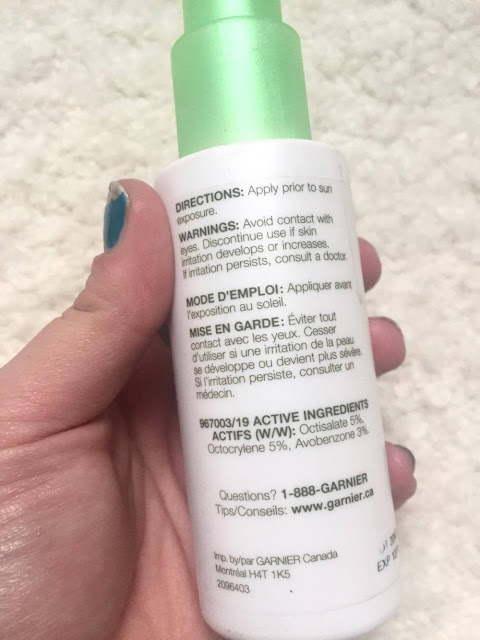 DIRECTIONS: Apply prior to sun
exposure.
WARNINGS: Avoid contact with
eyes. Discontinue use if skin
irritation develops or increases.
If irritation persists, consult a doctor.
MODE D'EMPLOI: Appliquer avant
l'exposition au soleil.
MISE EN GARDE: Éviter tout
contact avec les yeux. Cesser
d'utiliser si une irritation de la peau
se développe ou devient plus sévère.
Si l'irritation persiste, consulter un
médecin.
967003/19 ACTIVE INGREDIENTS
ACTIFS (W/W): Octisalate 5%,
Octocrylene 5%, Avobenzone 3%
Questions? 1-888-GARNIER
Tips/Conseils: www.garnier.ca
Imp. by/par GARNIER Canada
Montréal H4T 1K5
2096403
EXP